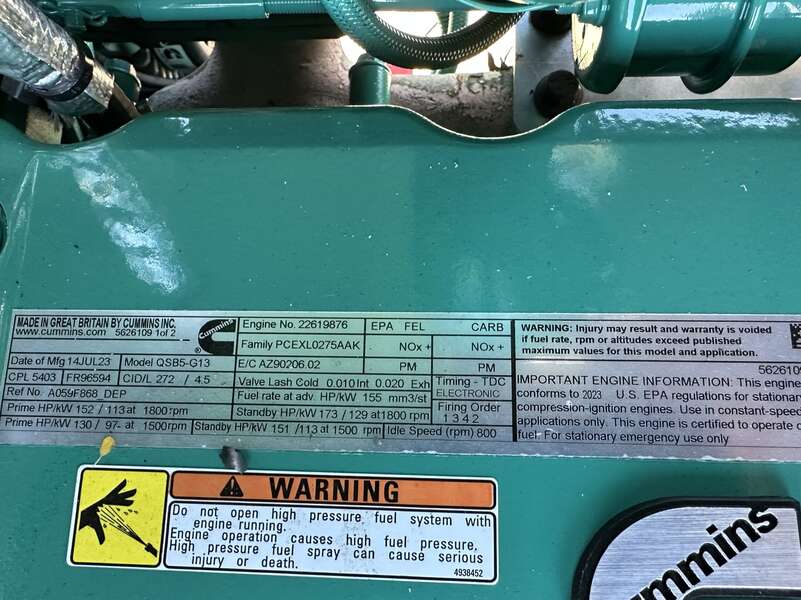 MADE IN GREAT BRITAIN BY CUMMINS INC.
www.cummins.com 5626109 1of 2
Cummins
Date of Mfg 14JUL23 Model QSB5-G13
CPL 5403 FR96594 CID/L 272 / 4.5
Ref No A059F868_DEP
Prime HP/KW 152 / 113 at 1800rpm
Prime HP/KW 130 / 97- at 1500rpm
Engine No. 22619876
Family PCEXL0275AAK
E/C AZ90206.02
Valve Lash Cold 0.010 Int 0.020 Exh
Fuel rate at adv. HP/kW 155 mm3/st
Standby HP/kW 173 / 129 at1800 rpm
Standby HP/KW 151 /113 at 1500 rpm
Idle Speed (rpm) 800
EPA FEL CARB
NOx + NOx +
PM PM
Timing - TDC
ELECTRONIC
Firing Order
1 3 4 2
WARNING: Injury may result and warranty is voided
if fuel rate, rpm or altitudes exceed published
maximum values for this model and application.
562610
IMPORTANT ENGINE INFORMATION: This engine
conforms to 2023 U.S. EPA regulations for stationary
compression-ignition engines. Use in constant-speed
applications only. This engine is certified to operate
fuel. For stationary emergency use only
WARNING
Do not open high pressure fuel system with
engine running.
Engine operation causes high fuel pressure.
High pressure fuel spray can cause serious
injury or death.
4938452
Cummins